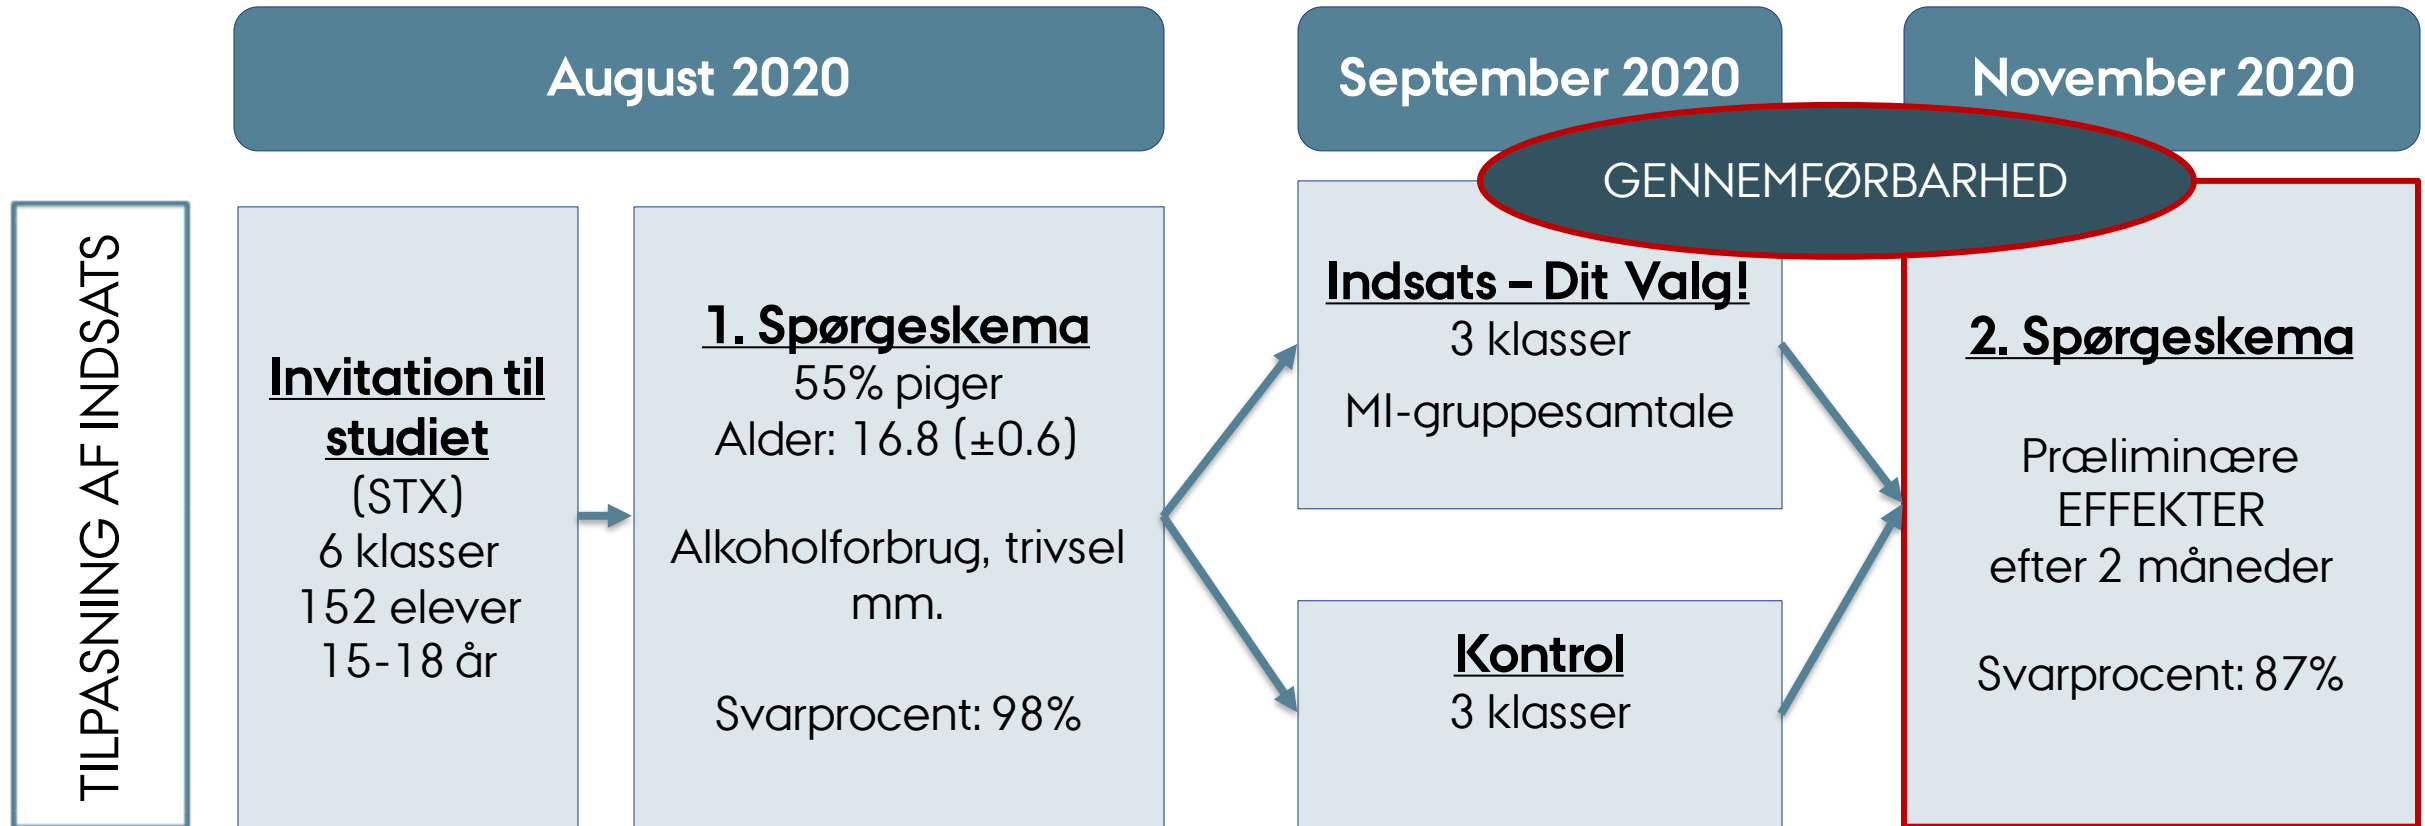 August 2020
September 2020
November 2020
GENNEMFØRBARHED
TILPASNING AF INDSATS
Invitation til
studiet
(STX)
6 klasser
152 elever
15-18 år
1. Spørgeskema
55% piger
Alder: 16.8 (±0.6)
Alkoholforbrug, trivsel
mm.
Svarprocent: 98%
Indsats – Dit Valg!
3 klasser
MI-gruppesamtale
Kontrol
3 klasser
2. Spørgeskema
Præliminære
EFFEKTER
efter 2 måneder
Svarprocent: 87%